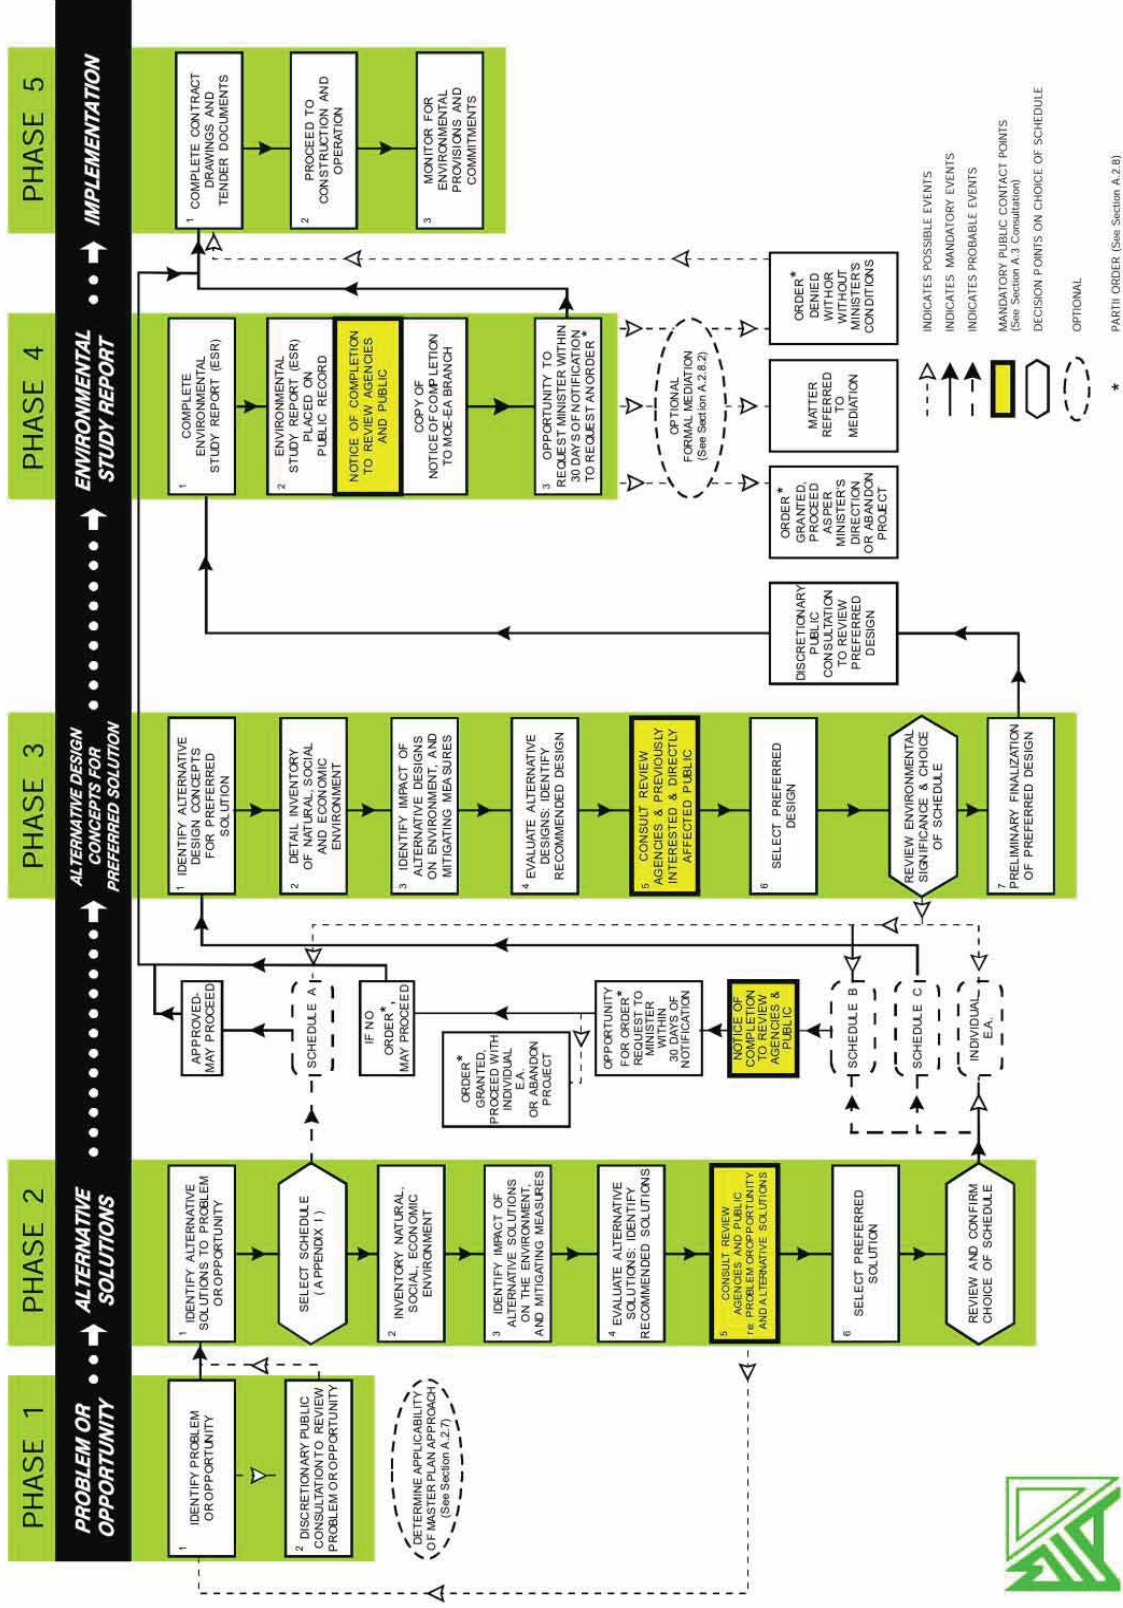 PHASE 1
PROBLEM OR
OPPORTUNITY
1
IDENTIFY PROBLEM
OR OPPORTUNITY
2
DISCRETIONARY PUBLIC
CONSULTATION TO REVIEW
PROBLEM OR OPPORTUNITY
DETERMINE APPLICABILITY
OF MASTER PLAN APPROACH
(See Section A.2.7)
PHASE 2
ALTERNATIVE
SOLUTIONS
1
IDENTIFY ALTERNATIVE
SOLUTIONS TO PROBLEM
OR OPPORTUNITY
SELECT SCHEDULE
(APPENDIX I)
2
INVENTORY NATURAL,
SOCIAL, ECONOMIC
ENVIRONMENT
3
IDENTIFY IMPACT OF
ALTERNATIVE SOLUTIONS
ON THE ENVIRONMENT,
AND MITIGATING MEASURES
4
EVALUATE ALTERNATIVE
SOLUTIONS: IDENTIFY
RECOMMENDED SOLUTIONS
5
CONSULT REVIEW
AGENCIES AND PUBLIC
re: PROBLEM OR OPPORTUNITY
AND ALTERNATIVE SOLUTIONS
6
SELECT PREFERRED
SOLUTION
REVIEW AND CONFIRM
CHOICE OF SCHEDULE
APPROVED-
MAY PROCEED
SCHEDULE A
IF NO
ORDER*,
MAY PROCEED
ORDER*
GRANTED,
PROCEED WITH
INDIVIDUAL
E.A.
OR ABANDON
PROJECT
OPPORTUNITY
FOR ORDER*
REQUEST TO
MINISTER
WITHIN
30 DAYS OF
NOTIFICATION
NOTICE OF
COMPLETION
TO REVIEW
AGENCIES &
PUBLIC
SCHEDULE B
SCHEDULE C
INDIVIDUAL
E.A.
PHASE 3
ALTERNATIVE DESIGN
CONCEPTS FOR
PREFERRED SOLUTION
1
IDENTIFY ALTERNATIVE
DESIGN CONCEPTS
FOR PREFERRED
SOLUTION
2
DETAIL INVENTORY
OF NATURAL, SOCIAL
AND ECONOMIC
ENVIRONMENT
3
IDENTIFY IMPACT OF
ALTERNATIVE DESIGNS
ON ENVIRONMENT, AND
MITIGATING MEASURES
4
EVALUATE ALTERNATIVE
DESIGNS: IDENTIFY
RECOMMENDED DESIGN
5
CONSULT REVIEW
AGENCIES & PREVIOUSLY
INTERESTED & DIRECTLY
AFFECTED PUBLIC
6
SELECT PREFERRED
DESIGN
REVIEW ENVIRONMENTAL
SIGNIFICANCE & CHOICE
OF SCHEDULE
7
PRELIMINARY FINALIZATION
OF PREFERRED DESIGN
DISCRETIONARY
PUBLIC
CONSULTATION
TO REVIEW
PREFERRED
DESIGN
PHASE 4
ENVIRONMENTAL
STUDY REPORT
1
COMPLETE
ENVIRONMENTAL
STUDY REPORT (ESR)
2
ENVIRONMENTAL
STUDY REPORT (ESR)
PLACED ON
PUBLIC RECORD
NOTICE OF COMPLETION
TO REVIEW AGENCIES
AND PUBLIC
COPY OF
NOTICE OF COMPLETION
TO MOE-EA BRANCH
3
OPPORTUNITY TO
REQUEST MINISTER WITHIN
30 DAYS OF NOTIFICATION
TO REQUEST AN ORDER*
OPTIONAL
FORMAL MEDIATION
(See Section A.2.8.2)
ORDER*
GRANTED,
PROCEED
AS PER
MINISTER'S
DIRECTION
OR ABANDON
PROJECT
MATTER
REFERRED
TO
MEDIATION
ORDER*
DENIED
WITH OR
WITHOUT
MINISTER'S
CONDITIONS
PHASE 5
IMPLEMENTATION
1
COMPLETE CONTRACT
DRAWINGS AND
TENDER DOCUMENTS
2
PROCEED TO
CONSTRUCTION AND
OPERATION
3
MONITOR FOR
ENVIRONMENTAL
PROVISIONS AND
COMMITMENTS
INDICATES POSSIBLE EVENTS
INDICATES MANDATORY EVENTS
INDICATES PROBABLE EVENTS
MANDATORY PUBLIC CONTACT POINTS
(See Section A.3 Consultation)
DECISION POINTS ON CHOICE OF SCHEDULE
OPTIONAL
* PART II ORDER (See Section A.2.8)